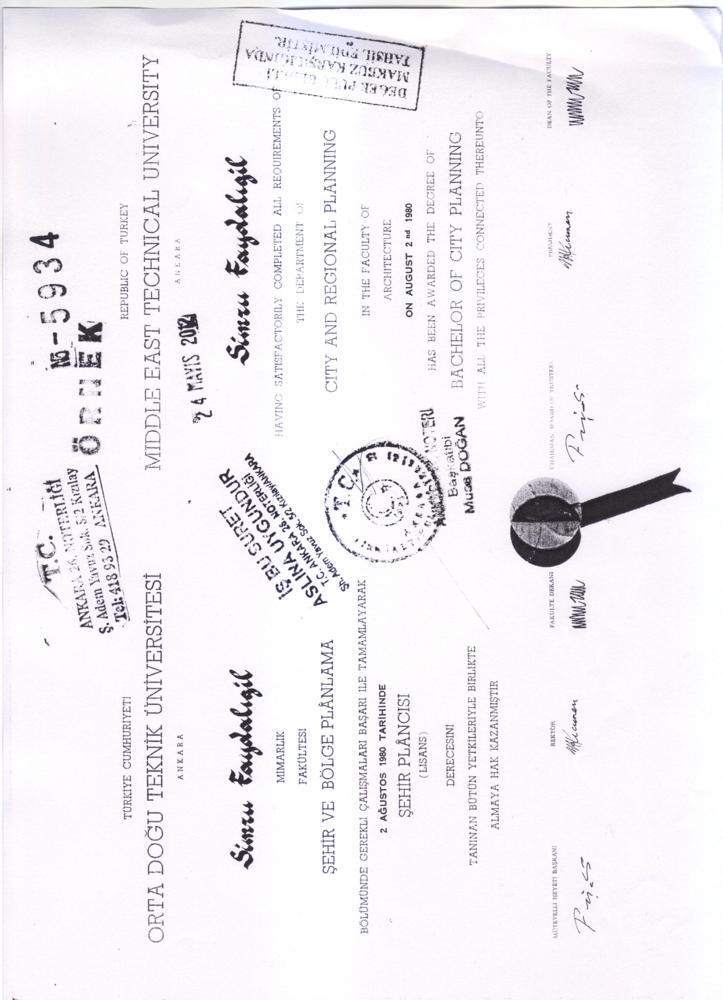 T.C.
ANKARA 26. NOTERLİĞİ
Ş. Adem Yavuz Sok. 5/2 Kızılay
Tel: 418 93 29 ANKARA
No - 5934
ÖRNEK
TÜRKİYE CUMHURİYETİ
ORTA DOĞU TEKNİK ÜNİVERSİTESİ
ANKARA
Simru Faydalıgil
MİMARLIK
FAKÜLTESİ
ŞEHİR VE BÖLGE PLÂNLAMA
BÖLÜMÜNDE GEREKLİ ÇALIŞMALARI BAŞARI ILE TAMAMLAYARAK
2 AĞUSTOS 1980 TARİHİNDE
ŞEHİR PLÂNCISI
(LİSANS)
DERECESİNİ
TANINAN BÜTÜN YETKİLERİYLE BİRLİKTE
ALMAYA HAK KAZANMIŞTIR
MÜTEVELLİ HEYETİ BAŞKANI
REKTÖR
FAKÜLTE DEKANI
İŞ BU SURET
ASLINA UYGUNDUR
T.C. ANKARA 26. NOTERLİĞİ
Şh. Adem Yavuz Sok. 5/2 Kızılay/ANKARA
T.C.
NOTERİ
Başkatibi
Musa DOĞAN
REPUBLIC OF TURKEY
MIDDLE EAST TECHNICAL UNIVERSITY
ANKARA
24 MAYIS 2012
Simru Faydalıgil
HAVING SATISFACTORILY COMPLETED ALL REQUIREMENTS OF
THE DEPARTMENT OF
CITY AND REGIONAL PLANNING
IN THE FACULTY OF
ARCHITECTURE
ON AUGUST 2 nd 1980
HAS BEEN AWARDED THE DEGREE OF
BACHELOR OF CITY PLANNING
WITH ALL THE PRIVILEGES CONNECTED THEREUNTO
CHAIRMAN, BOARD OF TRUSTEES
PRESIDENT
DEAN OF THE FACULTY
DEĞER PULU BEDELİ
MAKBUZ KARŞILIĞINDA
TAHSİL EDİLMİŞTİR.